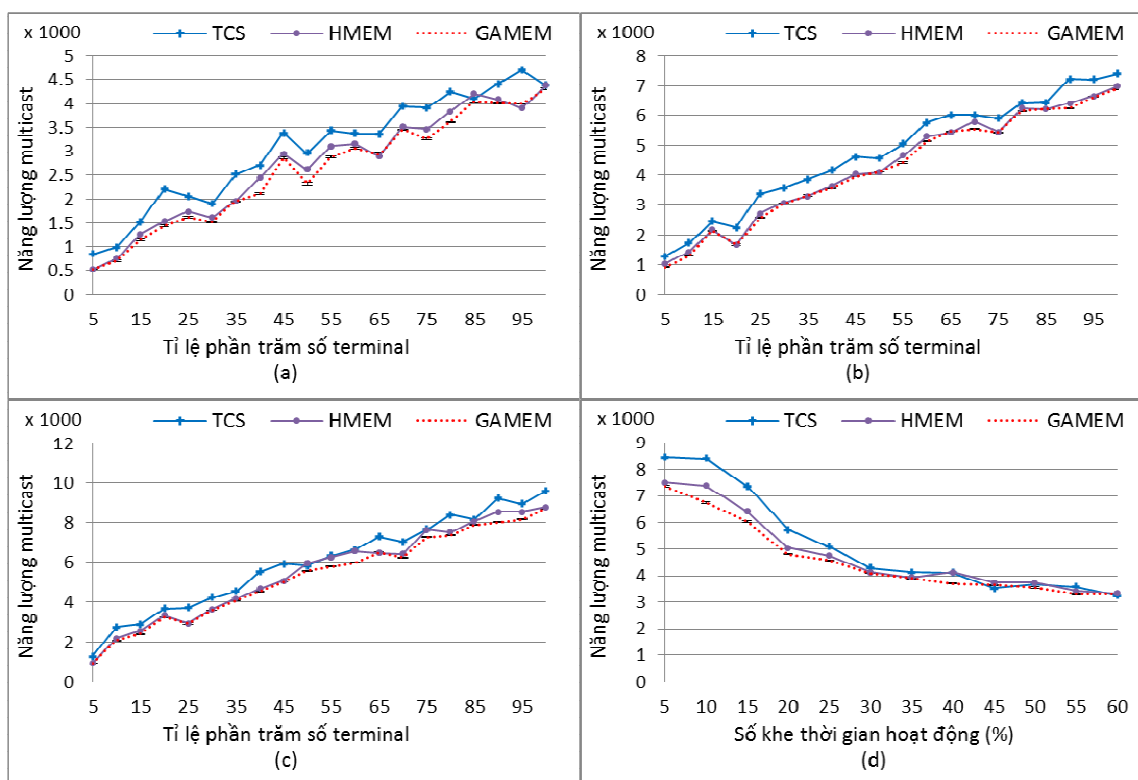 x 1000
TCS HMEM GAMEM
Năng lượng multicast
5
4.5
4
3.5
3
2.5
2
1.5
1
0.5
0
5 15 25 35 45 55 65 75 85 95
Tỉ lệ phần trăm số terminal
(a)
x 1000
TCS HMEM GAMEM
Năng lượng multicast
8
7
6
5
4
3
2
1
0
5 15 25 35 45 55 65 75 85 95
Tỉ lệ phần trăm số terminal
(b)
x 1000
TCS HMEM GAMEM
Năng lượng multicast
12
10
8
6
4
2
0
5 15 25 35 45 55 65 75 85 95
Tỉ lệ phần trăm số terminal
(c)
x 1000
TCS HMEM GAMEM
Năng lượng multicast
9
8
7
6
5
4
3
2
1
0
5 10 15 20 25 30 35 40 45 50 55 60
Số khe thời gian hoạt động (%)
(d)